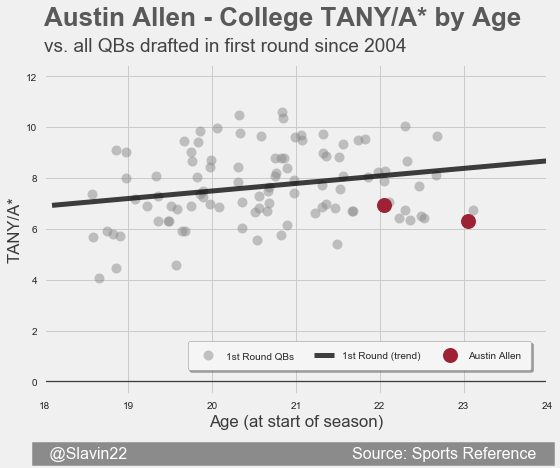 Austin Allen - College TANY/A* by Age
vs. all QBs drafted in first round since 2004
TANY/A*
12
10
8
6
4
2
0
1st Round QBs
1st Round (trend)
Austin Allen
18 19 20 21 22 23 24
Age (at start of season)
@Slavin22
Source: Sports Reference